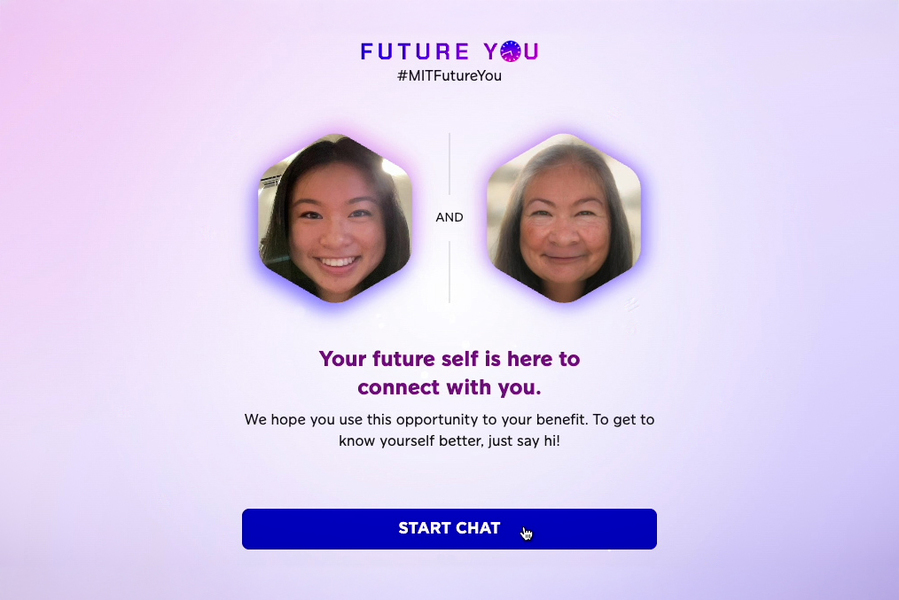 FUTURE YOU
#MITFutureYou
AND
Your future self is here to
connect with you.
We hope you use this opportunity to your benefit. To get to
know yourself better, just say hi!
START CHAT